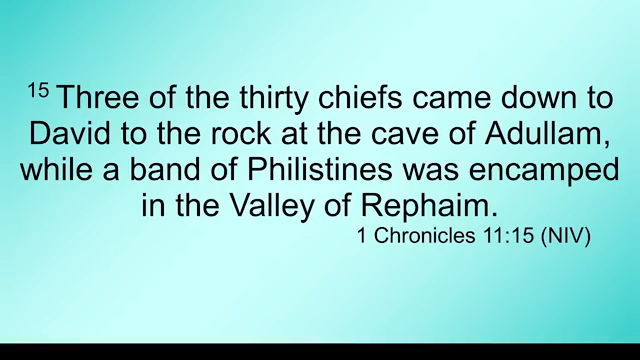 15 Three of the thirty chiefs came down to
David to the rock at the cave of Adullam,
while a band of Philistines was encamped
in the Valley of Rephaim.
1 Chronicles 11:15 (NIV)